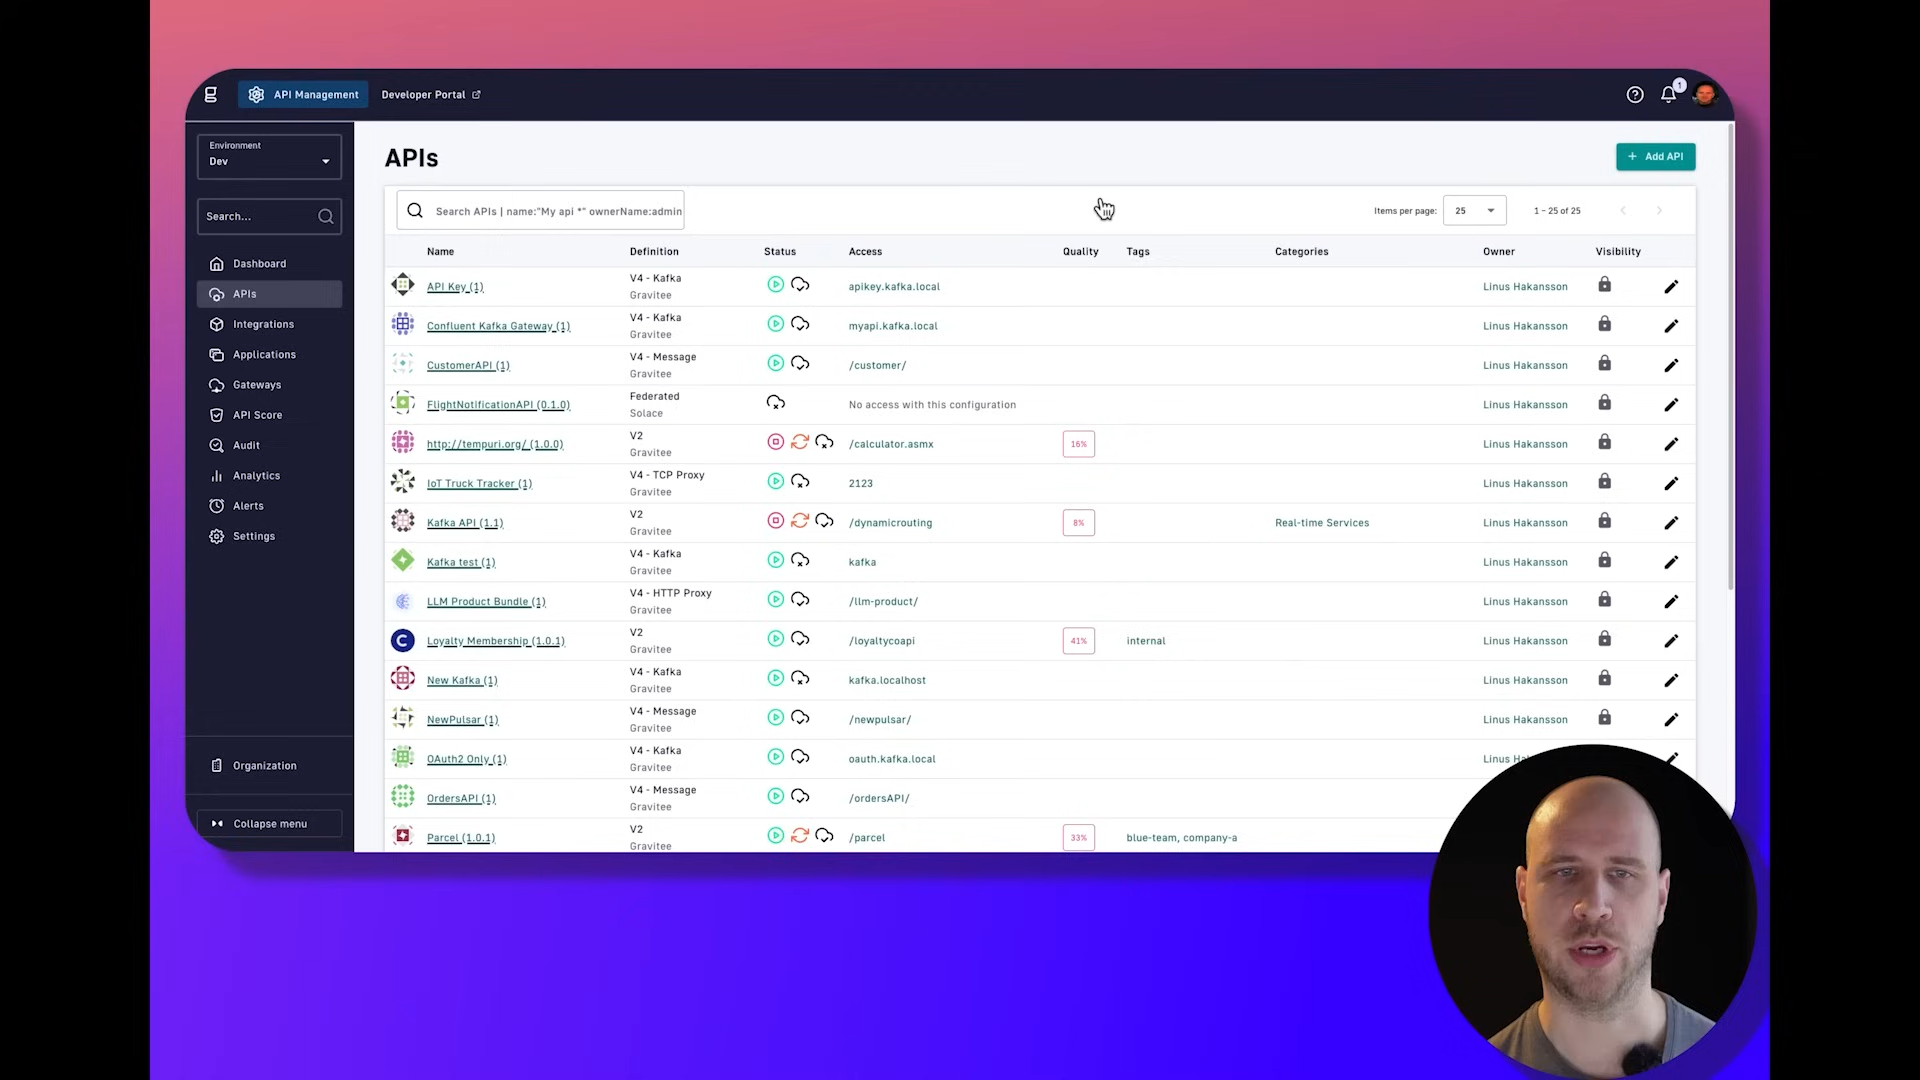 API Management
Developer Portal
1
Environment
Dev
Search...
Dashboard
APIs
Integrations
Applications
Gateways
API Score
Audit
Analytics
Alerts
Settings
Organization
Collapse menu
APIs
+ Add API
Search APIs | name:"My api *" ownerName:admin
Items per page:
25
1 – 25 of 25
Name Definition Status Access Quality Tags Categories Owner Visibility
API Key (1) V4 - Kafka Gravitee apikey.kafka.local Linus Hakansson
Confluent Kafka Gateway (1) V4 - Kafka Gravitee myapi.kafka.local Linus Hakansson
CustomerAPI (1) V4 - Message Gravitee /customer/ Linus Hakansson
FlightNotificationAPI (0.1.0) Federated Solace No access with this configuration Linus Hakansson
http://tempuri.org/ (1.0.0) V2 Gravitee /calculator.asmx 16% Linus Hakansson
IoT Truck Tracker (1) V4 - TCP Proxy Gravitee 2123 Linus Hakansson
Kafka API (1.1) V2 Gravitee /dynamicrouting 8% Real-time Services Linus Hakansson
Kafka test (1) V4 - Kafka Gravitee kafka Linus Hakansson
LLM Product Bundle (1) V4 - HTTP Proxy Gravitee /llm-product/ Linus Hakansson
C Loyalty Membership (1.0.1) V2 Gravitee /loyaltycoapi 41% internal Linus Hakansson
New Kafka (1) V4 - Kafka Gravitee kafka.localhost Linus Hakansson
NewPulsar (1) V4 - Message Gravitee /newpulsar/ Linus Hakansson
OAuth2 Only (1) V4 - Kafka Gravitee oauth.kafka.local Linus
OrdersAPI (1) V4 - Message Gravitee /ordersAPI/
Parcel (1.0.1) V2 Gravitee /parcel 33% blue-team, company-a